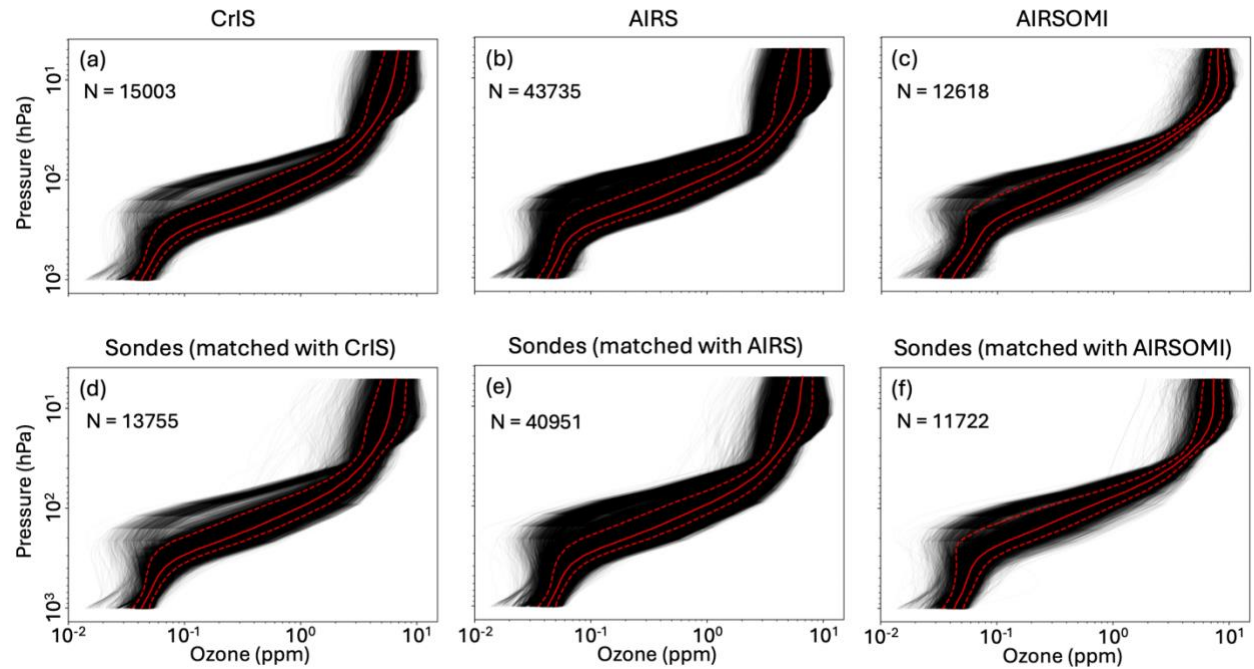 CrIS
AIRS
AIRSOMI
(a)
N = 15003
(b)
N = 43735
(c)
N = 12618
Pressure (hPa)
10¹
10²
10³
Sondes (matched with CrIS)
Sondes (matched with AIRS)
Sondes (matched with AIRSOMI)
(d)
N = 13755
(e)
N = 40951
(f)
N = 11722
Pressure (hPa)
10¹
10²
10³
10⁻² 10⁻¹ 10⁰ 10¹
10⁻² 10⁻¹ 10⁰ 10¹
10⁻² 10⁻¹ 10⁰ 10¹
Ozone (ppm)
Ozone (ppm)
Ozone (ppm)